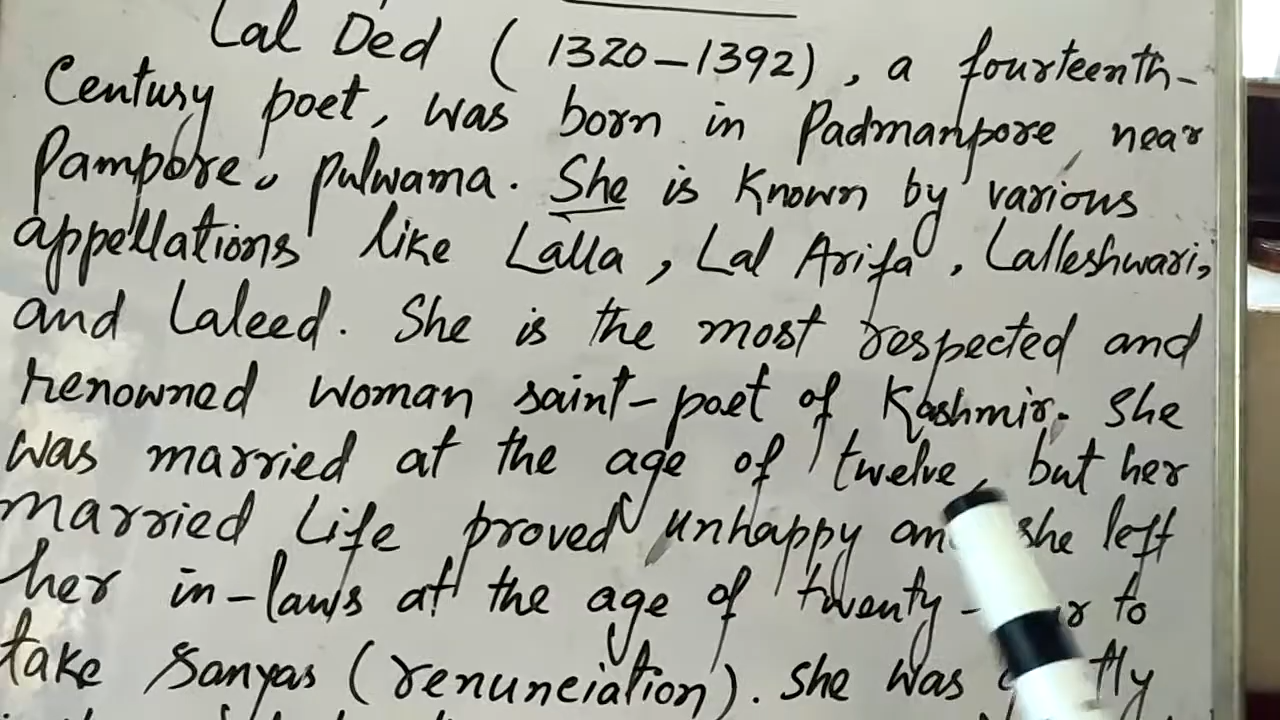 Lal Ded (1320-1392), a fourteenth-
Century poet, was born in Padmanpore near
Pampore, Pulwama. She is known by various
appellations like Lalla, Lal Arifa, Lalleshwari,
and Laleed. She is the most respected and
renowned woman saint-poet of Kashmir. She
was married at the age of twelve, but her
married life proved unhappy she left
her in-laws at the age of twenty- to
take Sanyas (renunciation). She was